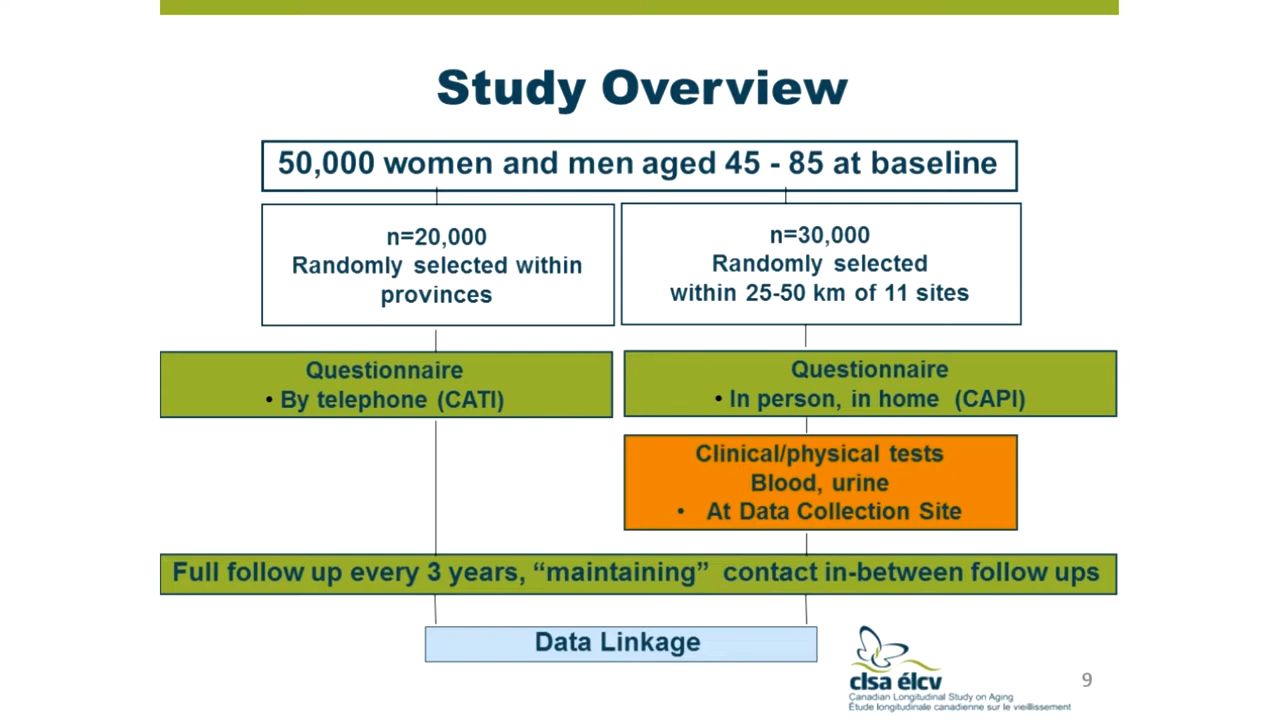 Study Overview
50,000 women and men aged 45 - 85 at baseline
n=20,000
Randomly selected within
provinces
n=30,000
Randomly selected
within 25-50 km of 11 sites
Questionnaire
• By telephone (CATI)
Questionnaire
• In person, in home (CAPI)
Clinical/physical tests
Blood, urine
• At Data Collection Site
Full follow up every 3 years, “maintaining” contact in-between follow ups
Data Linkage
clsa élcv
Canadian Longitudinal Study on Aging
Étude longitudinale canadienne sur le vieillissement
9